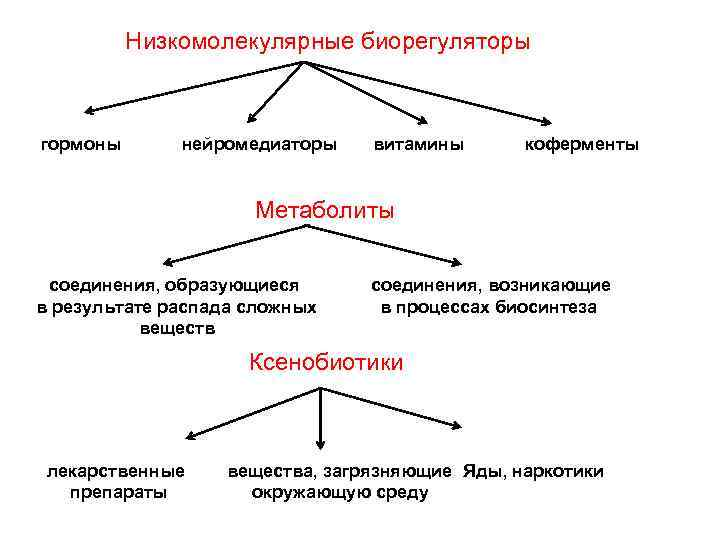 Низкомолекулярные биорегуляторы
гормоны нейромедиаторы витамины коферменты
Метаболиты
соединения, образующиеся
в результате распада сложных
веществ
соединения, возникающие
в процессах биосинтеза
Ксенобиотики
лекарственные
препараты
вещества, загрязняющие
окружающую среду
Яды, наркотики